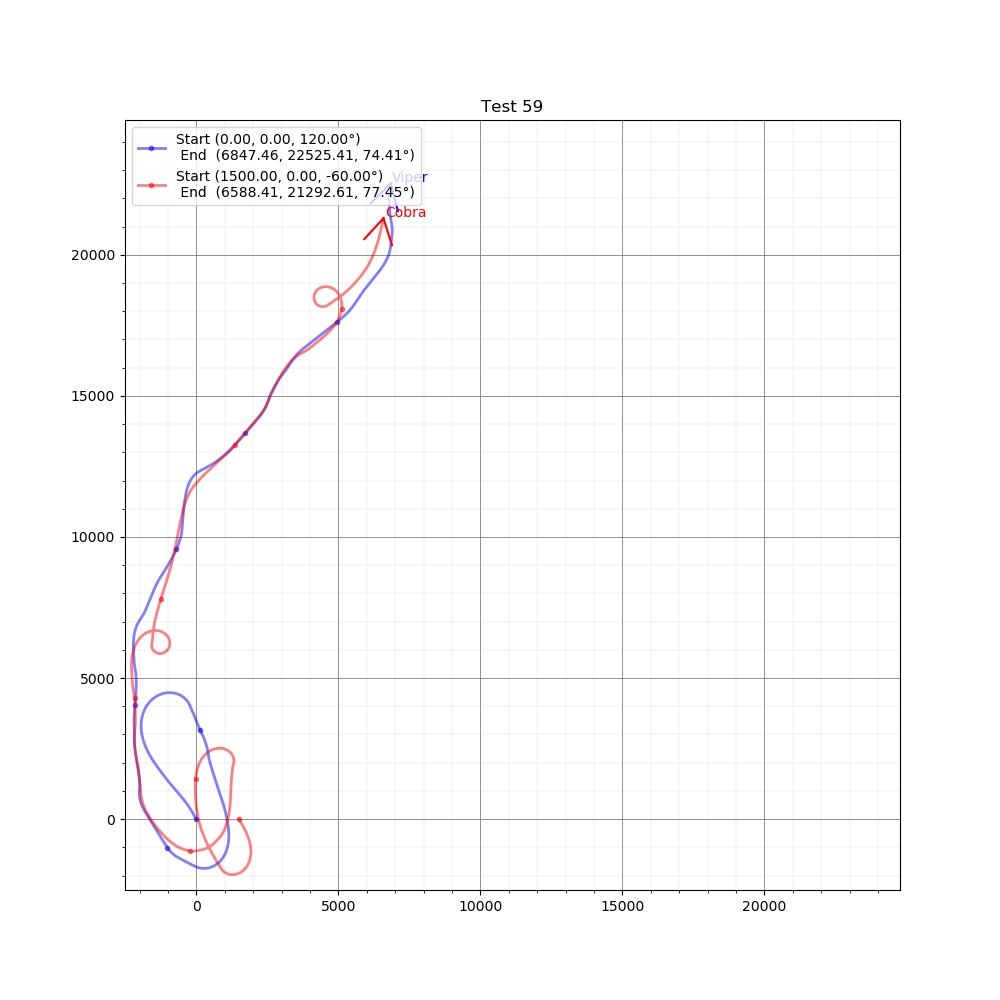 Test 59
Start (0.00, 0.00, 120.00°)
End  (6847.46, 22525.41, 74.41°)
Start (1500.00, 0.00, -60.00°)
End  (6588.41, 21292.61, 77.45°)
Viper
Cobra
20000
15000
10000
5000
0
0
5000
10000
15000
20000